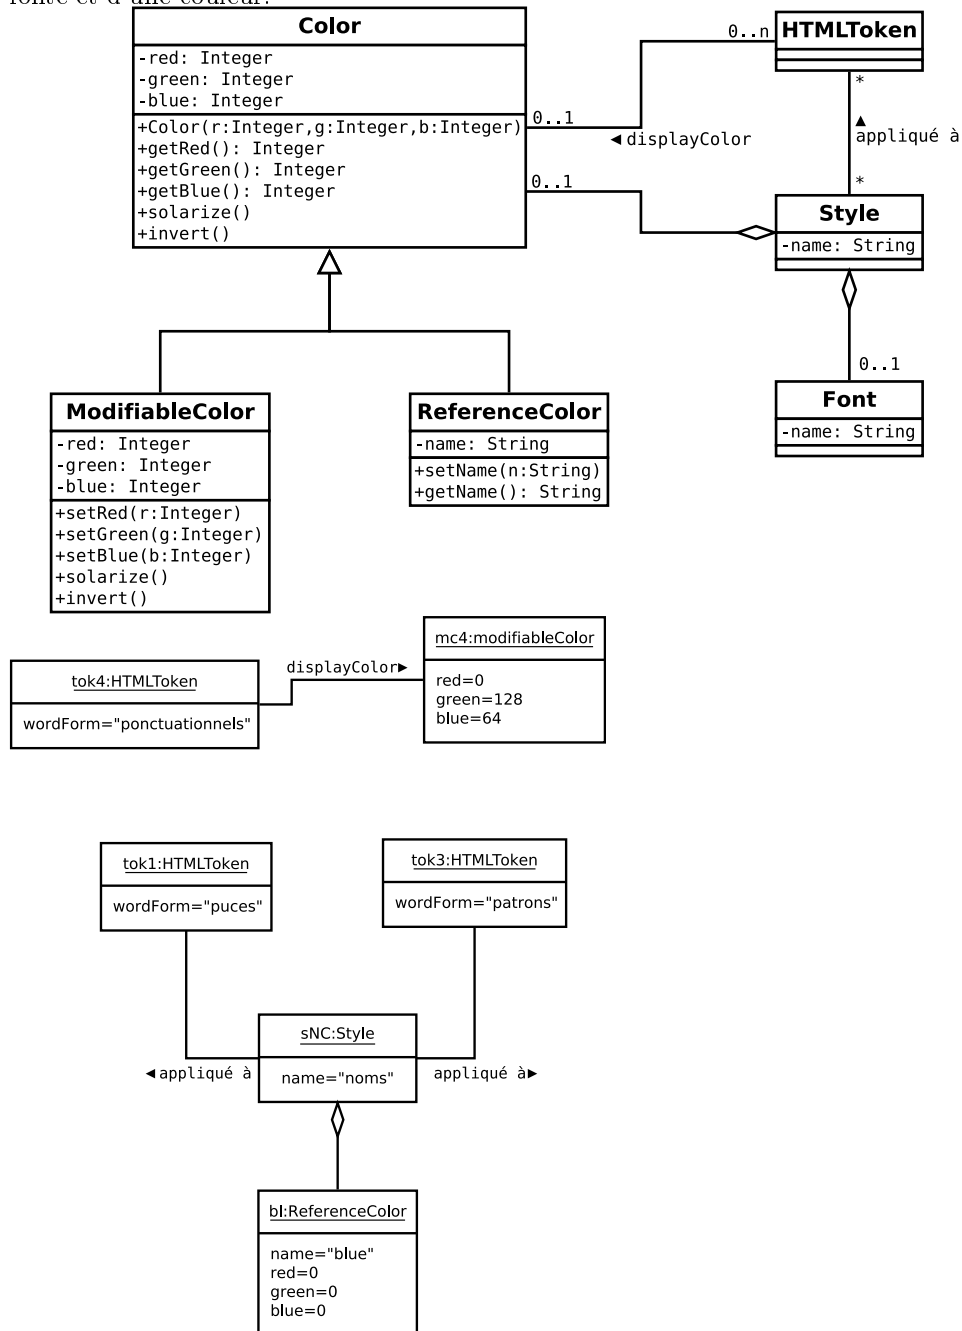 fonte et d'une couleur.
Color
-red: Integer
-green: Integer
-blue: Integer
+Color(r:Integer,g:Integer,b:Integer)
+getRed(): Integer
+getGreen(): Integer
+getBlue(): Integer
+solarize()
+invert()
0..n
HTMLToken
0..1
◄ displayColor
*
▲
appliqué à
*
0..1
Style
-name: String
0..1
Font
-name: String
ModifiableColor
-red: Integer
-green: Integer
-blue: Integer
+setRed(r:Integer)
+setGreen(g:Integer)
+setBlue(b:Integer)
+solarize()
+invert()
ReferenceColor
-name: String
+setName(n:String)
+getName(): String
tok4:HTMLToken
wordForm="ponctuationnels"
displayColor►
mc4:modifiableColor
red=0
green=128
blue=64
tok1:HTMLToken
wordForm="puces"
tok3:HTMLToken
wordForm="patrons"
sNC:Style
name="noms"
◄ appliqué à
appliqué à►
bl:ReferenceColor
name="blue"
red=0
green=0
blue=0